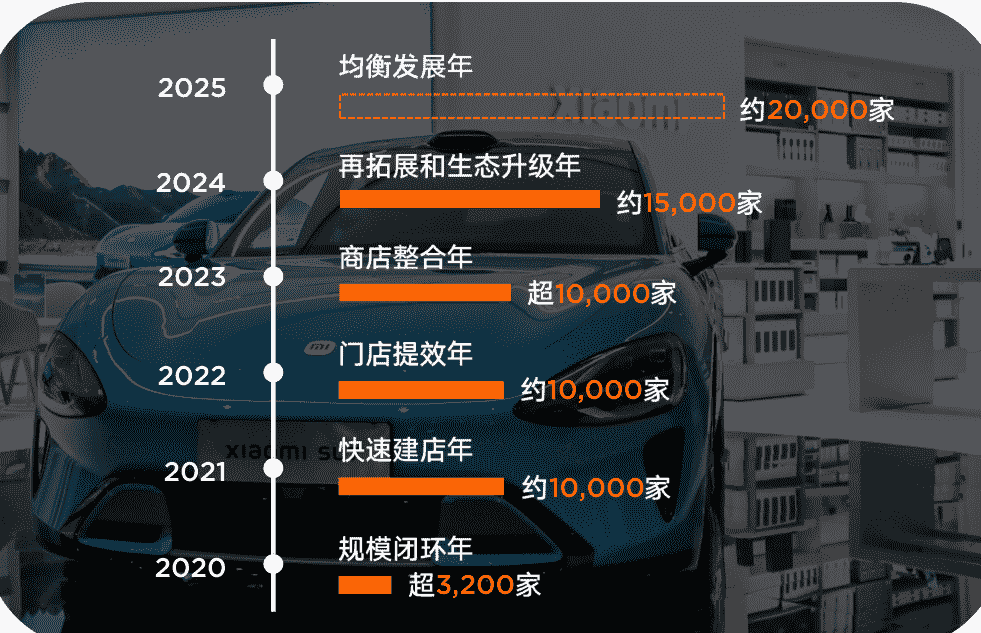 2025
均衡发展年
Xiaomi
约20,000家
2024
再拓展和生态升级年
约15,000家
2023
商店整合年
超10,000家
2022
门店提效年
约10,000家
2021
快速建店年
xiaomi SU
约10,000家
2020
规模闭环年
超3,200家